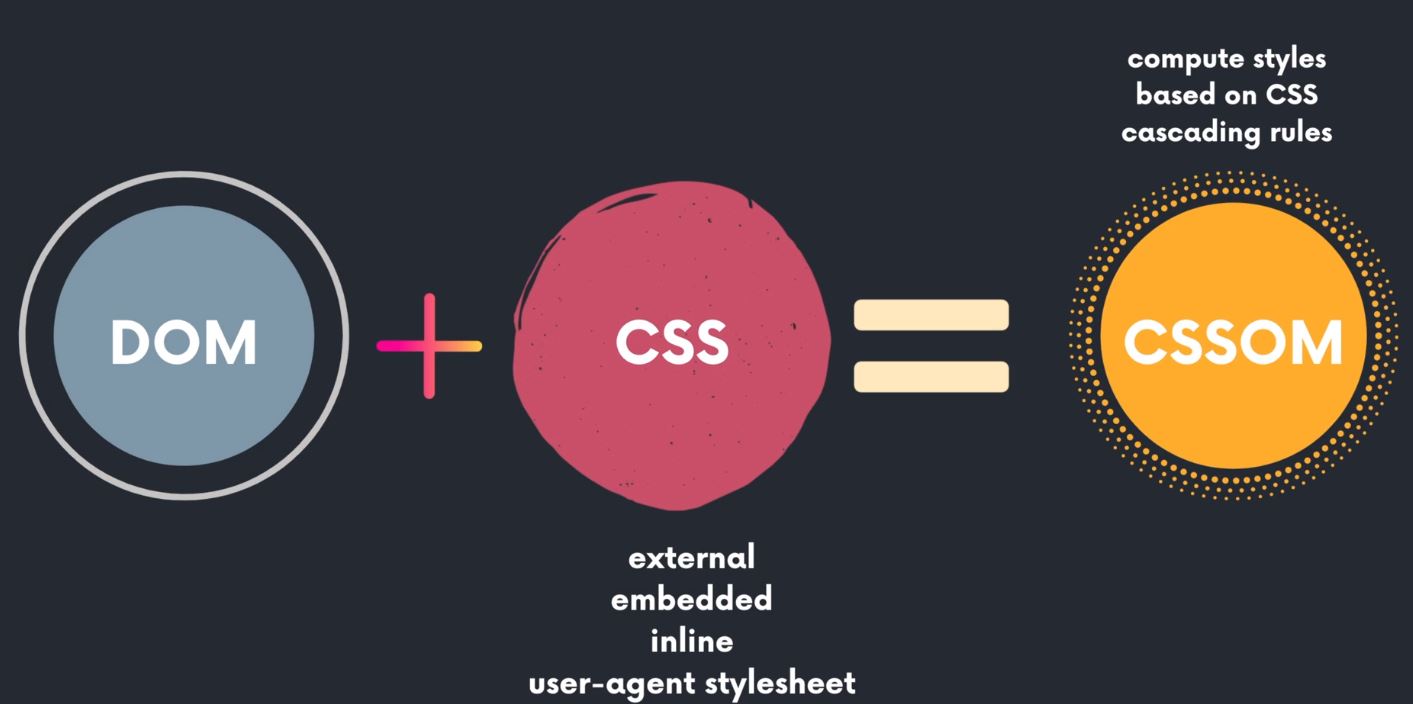 compute styles
based on CSS
cascading rules
DOM
CSS
CSSOM
external
embedded
inline
user-agent stylesheet